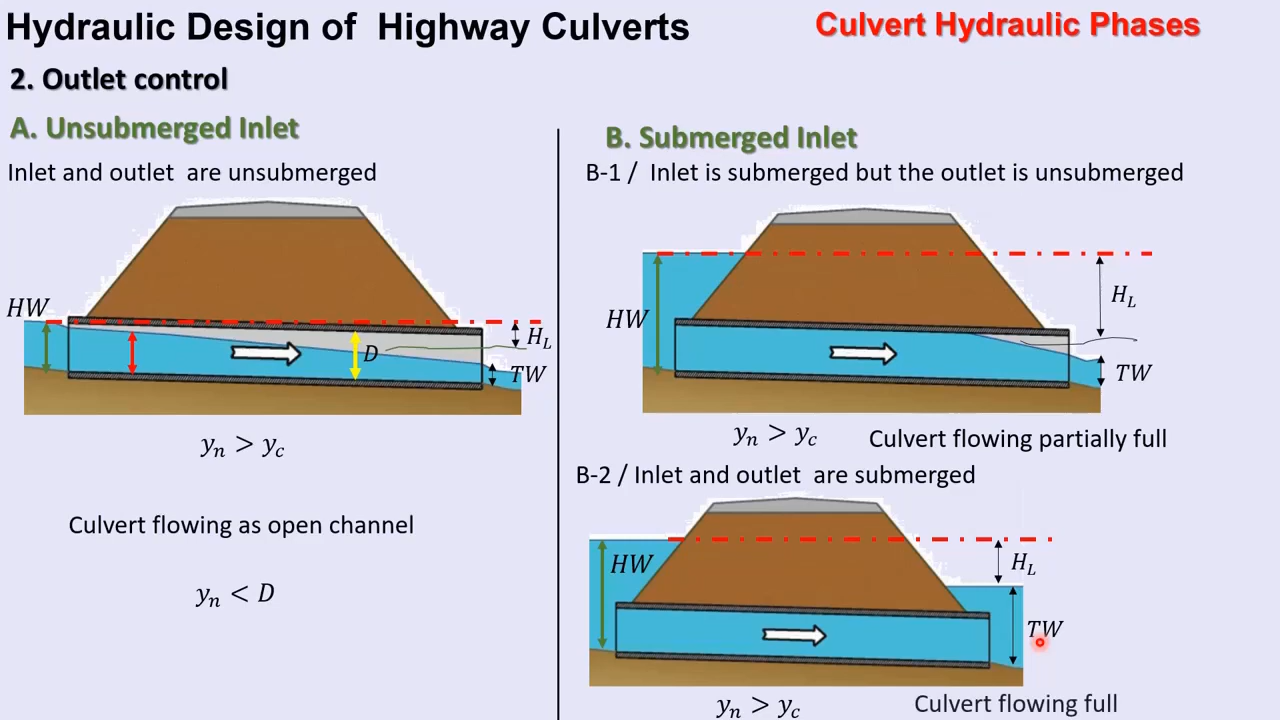 Hydraulic Design of Highway Culverts
Culvert Hydraulic Phases
2. Outlet control
A. Unsubmerged Inlet
Inlet and outlet are unsubmerged
HW
H_L
D
TW
y_n > y_c
Culvert flowing as open channel
y_n < D
B. Submerged Inlet
B-1 / Inlet is submerged but the outlet is unsubmerged
H_L
HW
TW
y_n > y_c
Culvert flowing partially full
B-2 / Inlet and outlet are submerged
HW
H_L
TW
y_n > y_c
Culvert flowing full